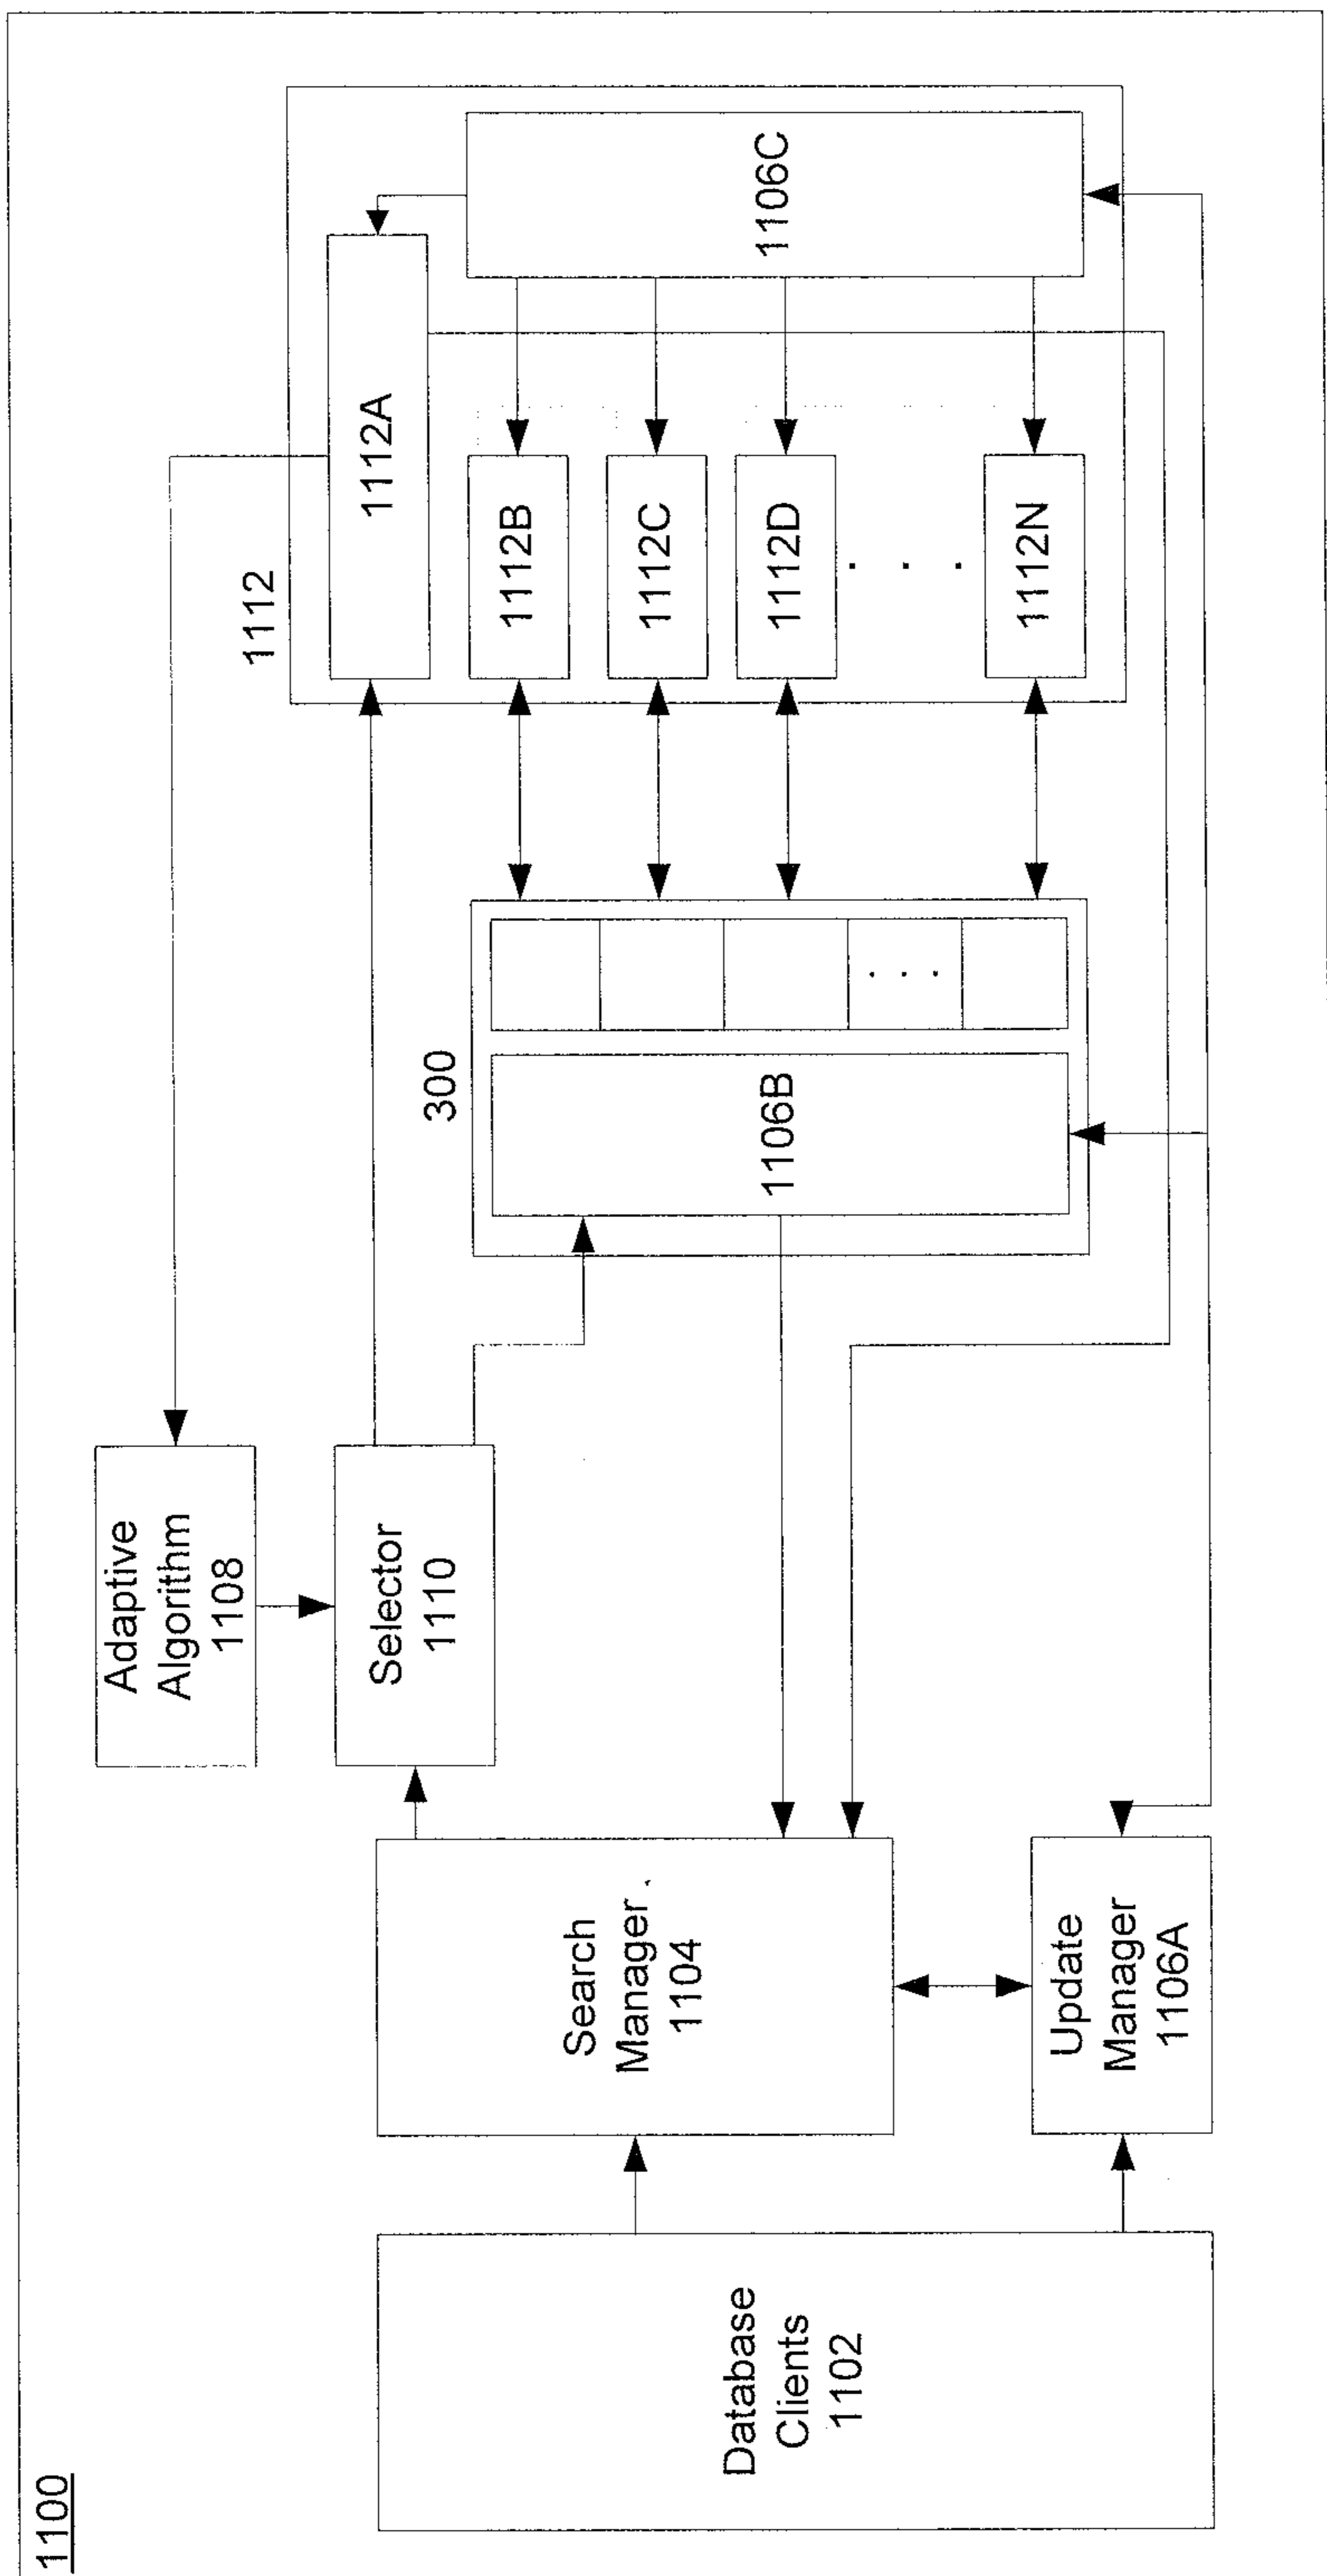 1100
Database
Clients
1102
Search
Manager
1104
Update
Manager
1106A
Adaptive
Algorithm
1108
Selector
1110
300
1106B
. . .
1112
1112A
1112B
1112C
1112D
. . .
1112N
1106C